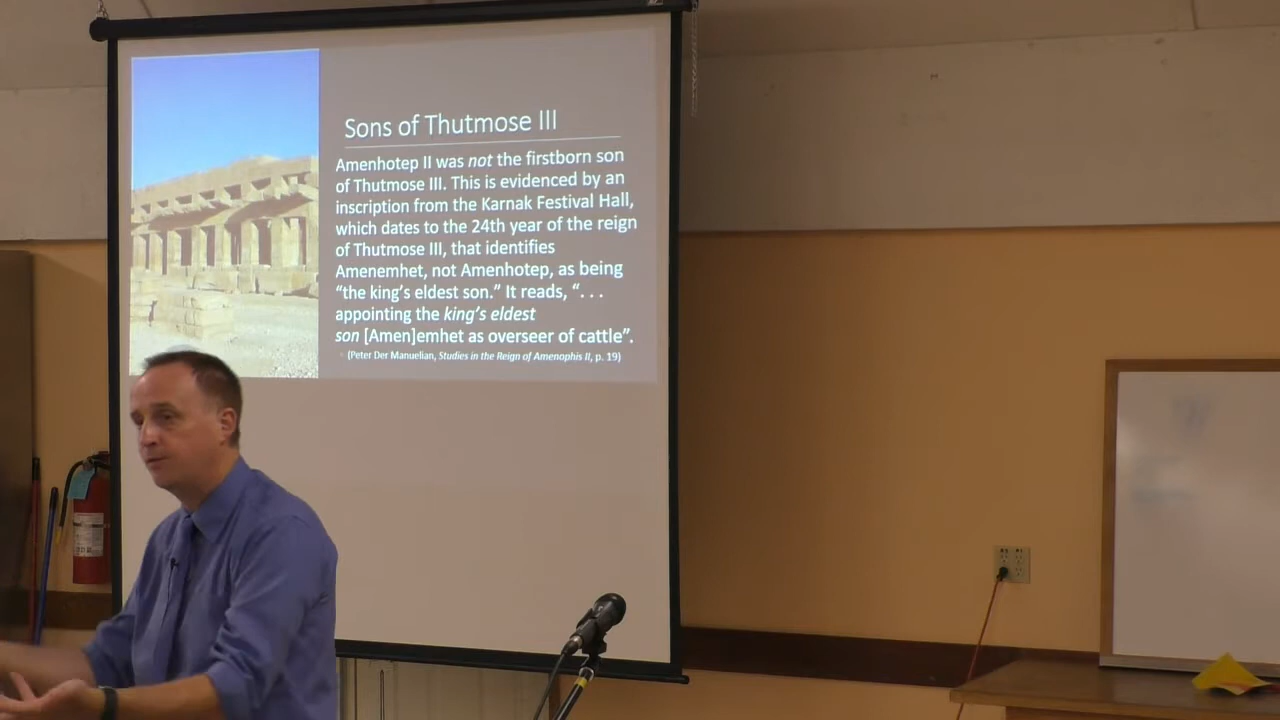 Sons of Thutmose III
Amenhotep II was not the firstborn son
of Thutmose III. This is evidenced by an
inscription from the Karnak Festival Hall,
which dates to the 24th year of the reign
of Thutmose III, that identifies
Amenemhet, not Amenhotep, as being
“the king’s eldest son.” It reads, “. . .
appointing the king’s eldest
son [Amen]emhet as overseer of cattle”.
(Peter Der Manuelian, Studies in the Reign of Amenophis II, p. 19)